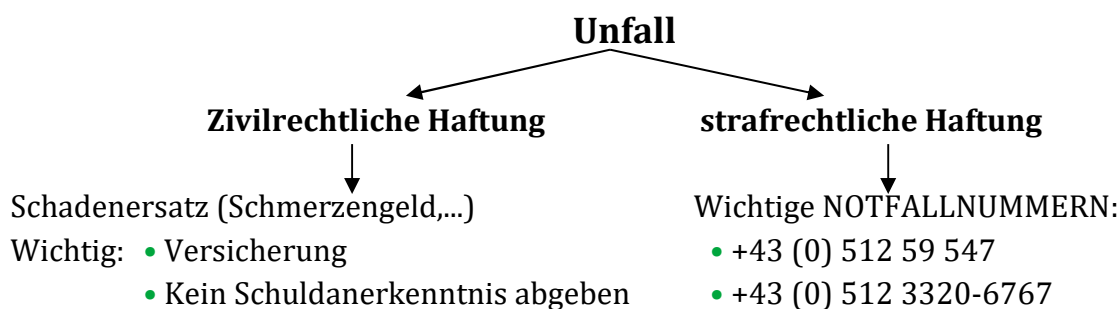 Unfall
Zivilrechtliche Haftung
strafrechtliche Haftung
Schadenersatz (Schmerzengeld,...)
Wichtig: • Versicherung
• Kein Schuldanerkenntnis abgeben
Wichtige NOTFALLNUMMERN:
• +43 (0) 512 59 547
• +43 (0) 512 3320-6767